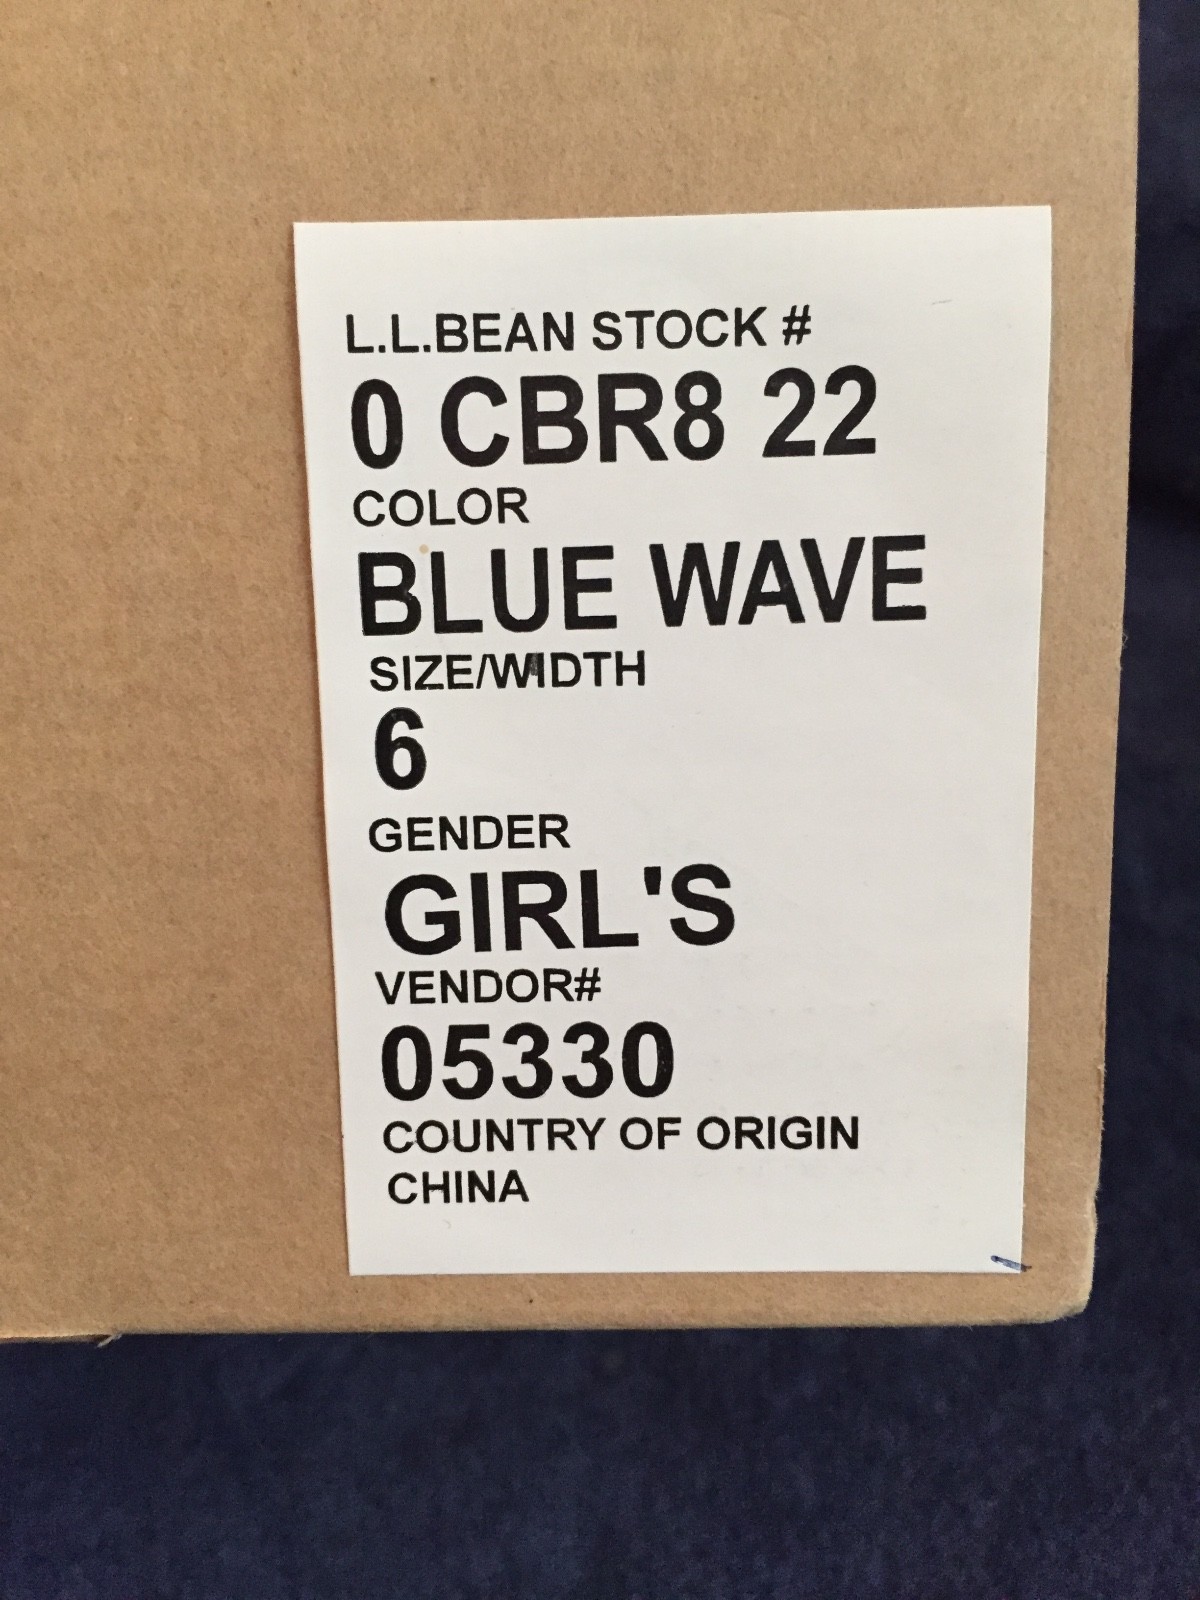 L.L.BEAN STOCK #
0 CBR8 22
COLOR
BLUE WAVE
SIZE/WIDTH
6
GENDER
GIRL'S
VENDOR#
05330
COUNTRY OF ORIGIN
CHINA